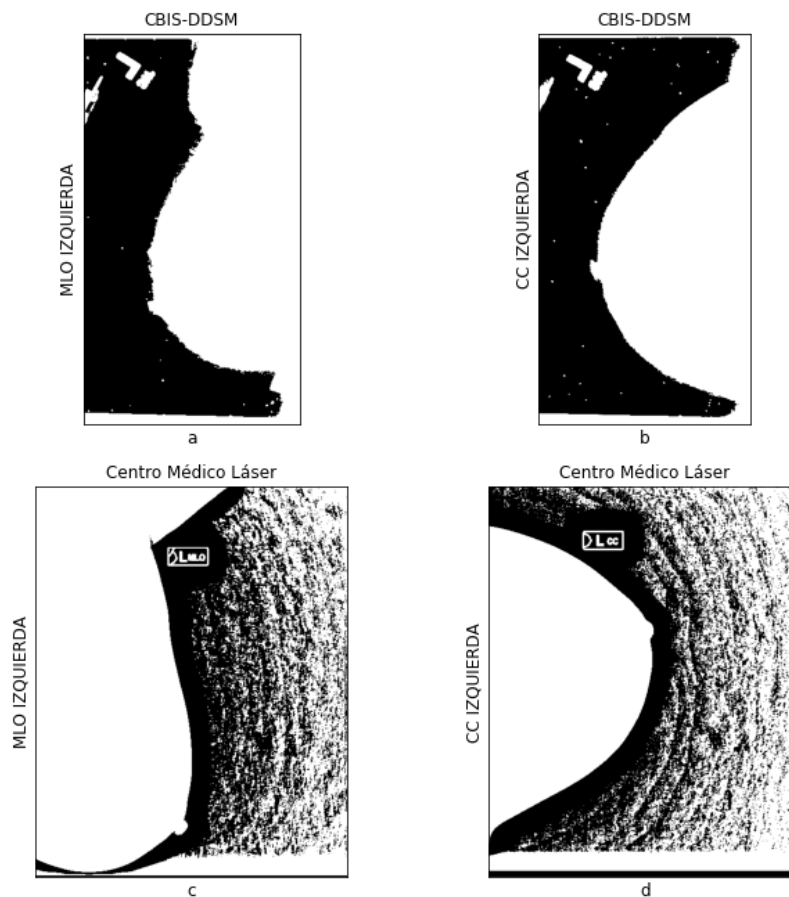 CBIS-DDSM
CBIS-DDSM
MLO IZQUIERDA
CC IZQUIERDA
a
b
Centro Médico Láser
Centro Médico Láser
MLO IZQUIERDA
L MLO
CC IZQUIERDA
L CC
c
d